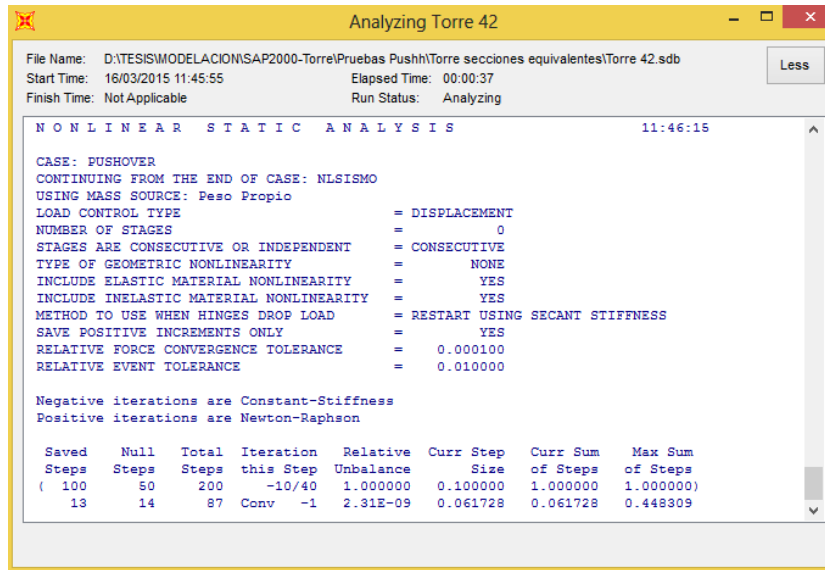 Analyzing Torre 42
File Name: D:\TESIS\MODELACION\SAP2000-Torre\Pruebas Pushh\Torre secciones equivalentes\Torre 42.sdb
Less
Start Time: 16/03/2015 11:45:55 Elapsed Time: 00:00:37
Finish Time: Not Applicable Run Status: Analyzing
N O N L I N E A R S T A T I C A N A L Y S I S 11:46:15
CASE: PUSHOVER
CONTINUING FROM THE END OF CASE: NLSISMO
USING MASS SOURCE: Peso Propio
LOAD CONTROL TYPE = DISPLACEMENT
NUMBER OF STAGES = 0
STAGES ARE CONSECUTIVE OR INDEPENDENT = CONSECUTIVE
TYPE OF GEOMETRIC NONLINEARITY = NONE
INCLUDE ELASTIC MATERIAL NONLINEARITY = YES
INCLUDE INELASTIC MATERIAL NONLINEARITY = YES
METHOD TO USE WHEN HINGES DROP LOAD = RESTART USING SECANT STIFFNESS
SAVE POSITIVE INCREMENTS ONLY = YES
RELATIVE FORCE CONVERGENCE TOLERANCE = 0.000100
RELATIVE EVENT TOLERANCE = 0.010000
Negative iterations are Constant-Stiffness
Positive iterations are Newton-Raphson
Saved Null Total Iteration Relative Curr Step Curr Sum Max Sum
Steps Steps Steps this Step Unbalance Size of Steps of Steps
( 100 50 200 -10/40 1.000000 0.100000 1.000000 1.000000)
13 14 87 Conv -1 2.31E-09 0.061728 0.061728 0.448309